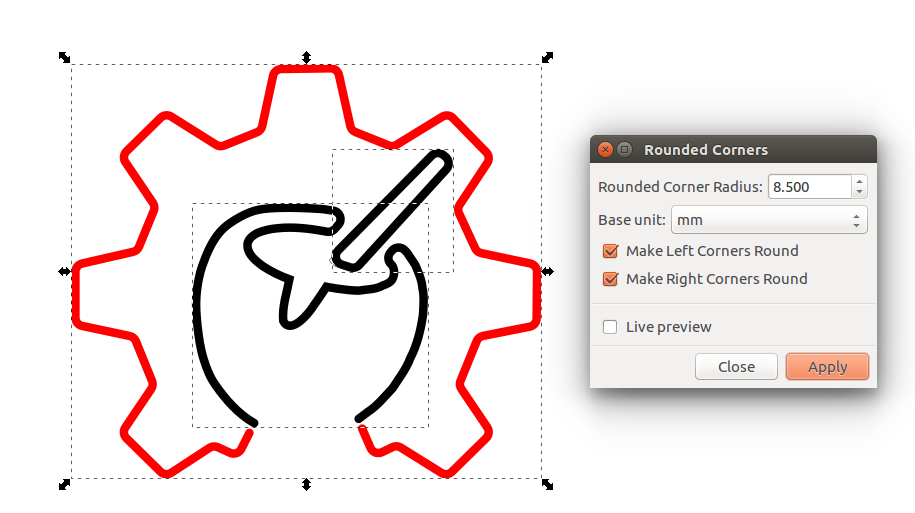 Rounded Corners
Rounded Corner Radius: 8.500
Base unit: mm
Make Left Corners Round
Make Right Corners Round
Live preview
Close Apply